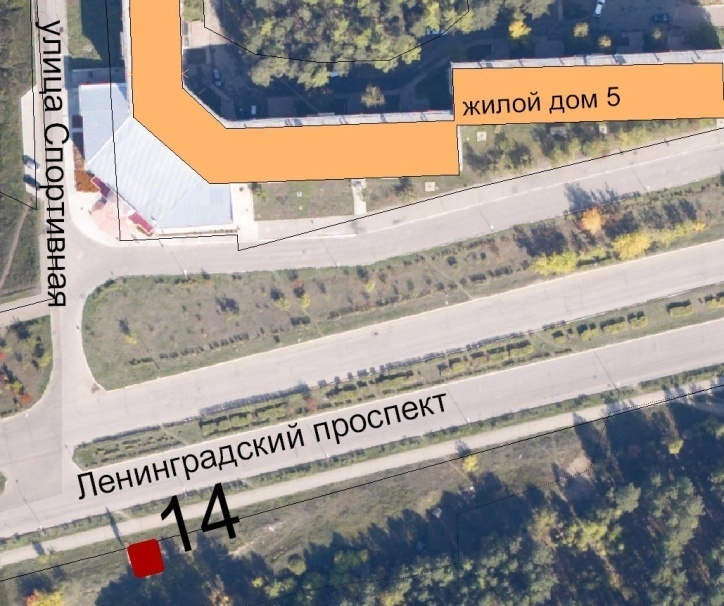 улица Спортивная
жилой дом 5
Ленинградский проспект
14